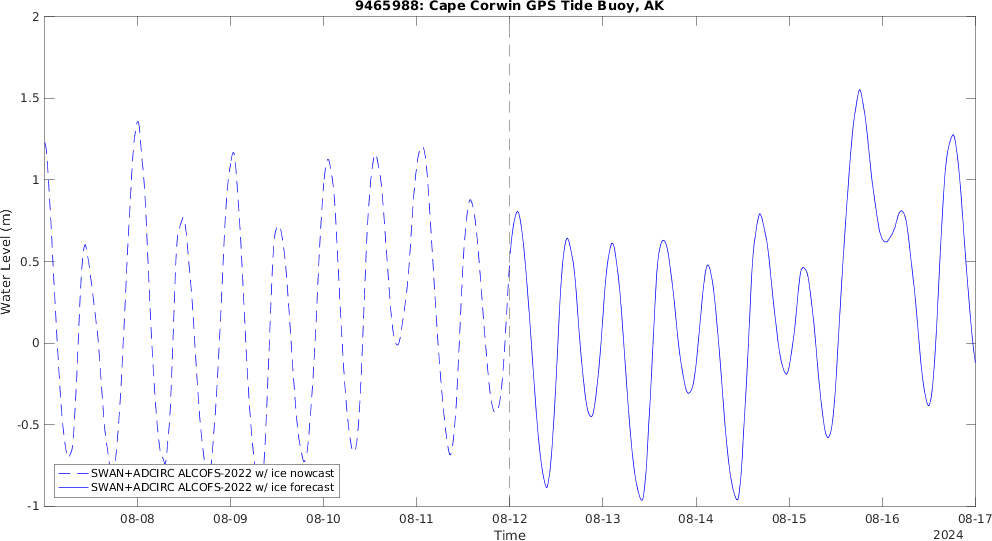 9465988: Cape Corwin GPS Tide Buoy, AK
2
1.5
1
0.5
0
-0.5
-1
Water Level (m)
SWAN+ADCIRC ALCOFS-2022 w/ ice nowcast
SWAN+ADCIRC ALCOFS-2022 w/ ice forecast
08-08 08-09 08-10 08-11 08-12 08-13 08-14 08-15 08-16 08-17
Time
2024